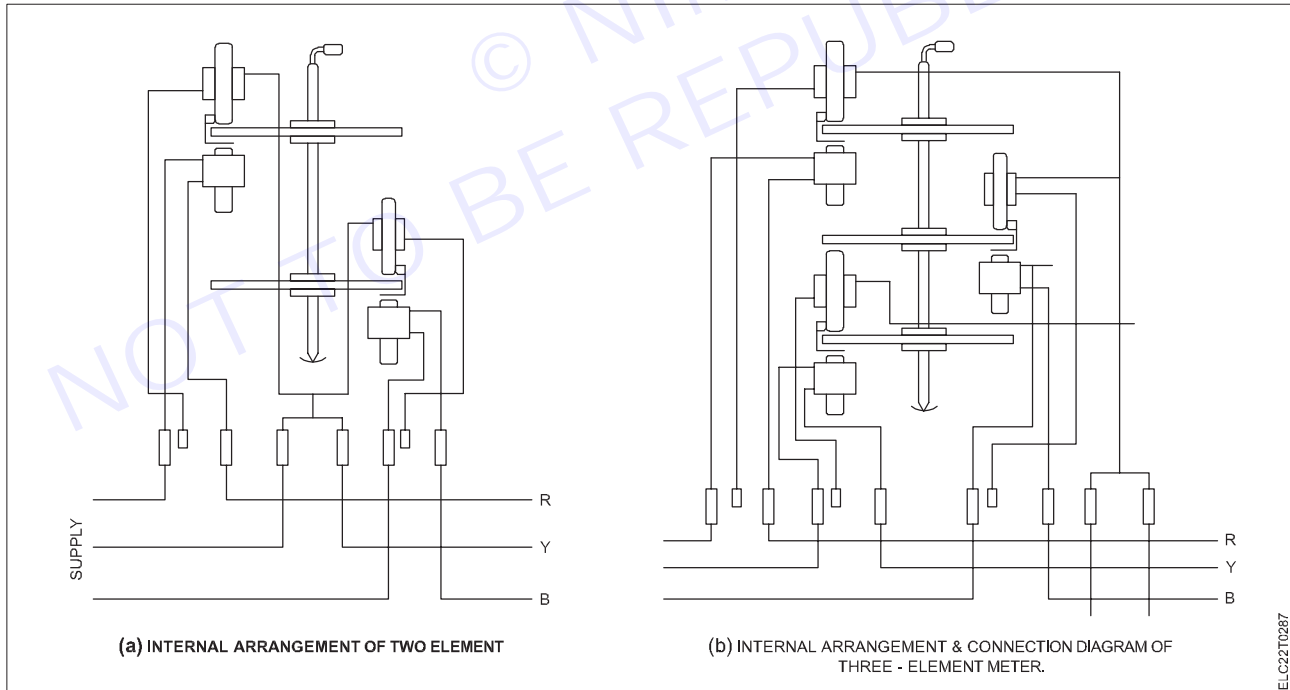 © NI
NOT TO BE REPUBL
SUPPLY
R
Y
B
(a) INTERNAL ARRANGEMENT OF TWO ELEMENT
R
Y
B
(b) INTERNAL ARRANGEMENT & CONNECTION DIAGRAM OF
THREE - ELEMENT METER.
ELC22T0287